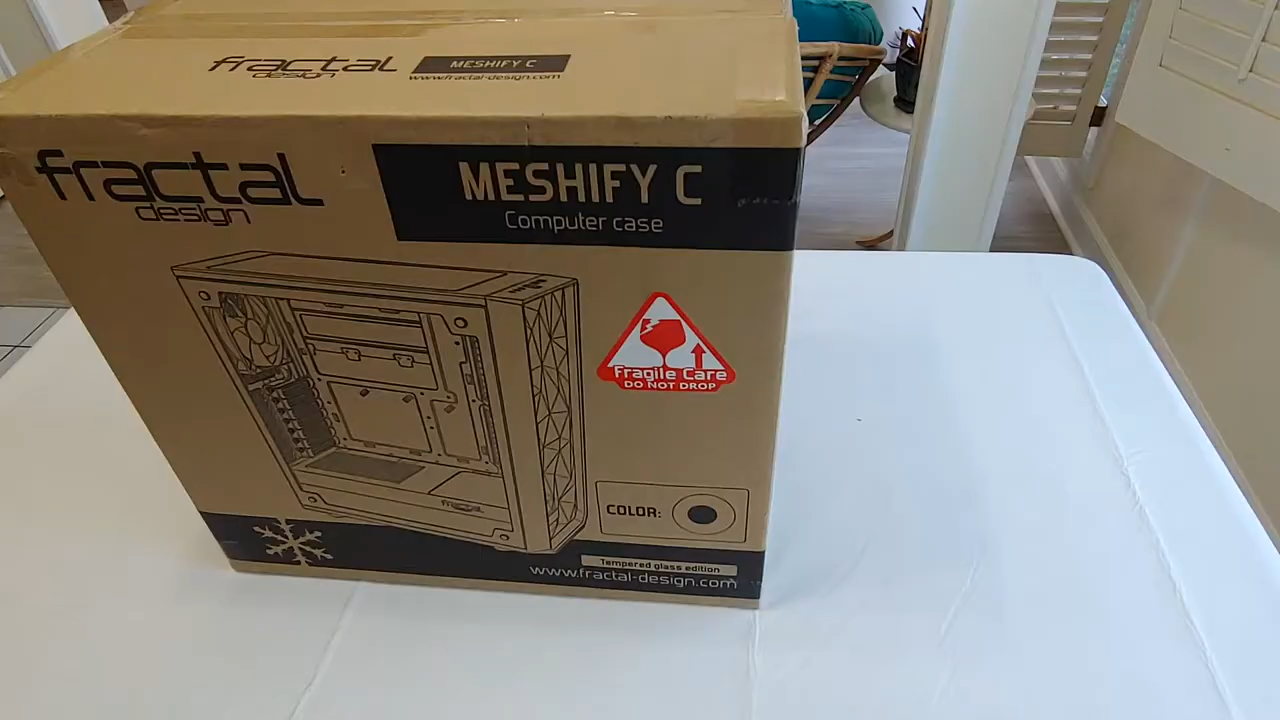 fractal design MESHIFY C
www.fractal-design.com
fractal
design
MESHIFY C
Computer case
Fragile Care
DO NOT DROP
fractal
COLOR:
Tempered glass edition
www.fractal-design.com